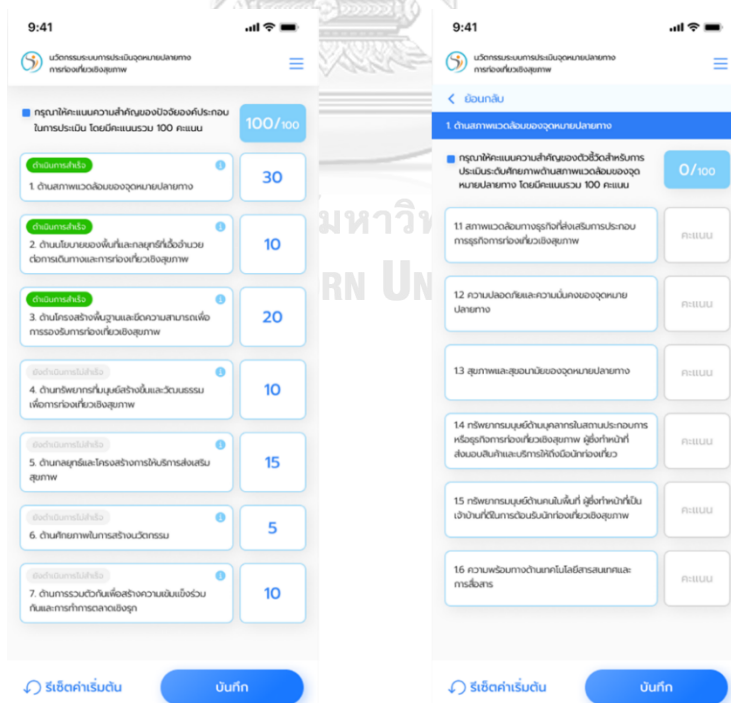 9:41
นวัตกรรมระบบการประเมินจุดหมายปลายทาง
การท่องเที่ยวเชิงสุขภาพ
กรุณาให้คะแนนความสำคัญของปัจจัยองค์ประกอบ
ในการประเมิน โดยมีคะแนนรวม 100 คะแนน
100/100
ดำเนินการสำเร็จ
1. ด้านสภาพแวดล้อมของจุดหมายปลายทาง
30
ดำเนินการสำเร็จ
2. ด้านนโยบายของพื้นที่และกลยุทธ์ที่เอื้ออำนวย
ต่อการเดินทางและการท่องเที่ยวเชิงสุขภาพ
10
ดำเนินการสำเร็จ
3. ด้านโครงสร้างพื้นฐานและขีดความสามารถเพื่อ
การรองรับการท่องเที่ยวเชิงสุขภาพ
20
ยังดำเนินการไม่สำเร็จ
4. ด้านทรัพยากรที่มนุษย์สร้างขึ้นและวัฒนธรรม
เพื่อการท่องเที่ยวเชิงสุขภาพ
10
ยังดำเนินการไม่สำเร็จ
5. ด้านกลยุทธ์และโครงสร้างการให้บริการส่งเสริม
สุขภาพ
15
ยังดำเนินการไม่สำเร็จ
6. ด้านศักยภาพในการสร้างนวัตกรรม
5
ยังดำเนินการไม่สำเร็จ
7. ด้านการรวมตัวกันเพื่อสร้างความเข้มแข็งร่วม
กันและการทำการตลาดเชิงรุก
10
รีเซ็ตค่าเริ่มต้น
บันทึก
9:41
นวัตกรรมระบบการประเมินจุดหมายปลายทาง
การท่องเที่ยวเชิงสุขภาพ
ย้อนกลับ
1. ด้านสภาพแวดล้อมของจุดหมายปลายทาง
กรุณาให้คะแนนความสำคัญของตัวชี้วัดสำหรับการ
ประเมินระดับศักยภาพด้านสภาพแวดล้อมของจุด
หมายปลายทาง โดยมีคะแนนรวม 100 คะแนน
0/100
1.1 สภาพแวดล้อมทางธุรกิจที่ส่งเสริมการประกอบ
การธุรกิจการท่องเที่ยวเชิงสุขภาพ
คะแนน
1.2 ความปลอดภัยและความมั่นคงของจุดหมาย
ปลายทาง
คะแนน
1.3 สุขภาพและสุขอนามัยของจุดหมายปลายทาง
คะแนน
1.4 ทรัพยากรมนุษย์ด้านบุคลากรในสถานประกอบการ
หรือธุรกิจการท่องเที่ยวเชิงสุขภาพ ผู้ซึ่งทำหน้าที่
ส่งมอบสินค้าและบริการให้ถึงมือนักท่องเที่ยว
คะแนน
1.5 ทรัพยากรมนุษย์ด้านคนในพื้นที่ ผู้ซึ่งทำหน้าที่เป็น
เจ้าบ้านที่ดีในการต้อนรับนักท่องเที่ยวเชิงสุขภาพ
คะแนน
1.6 ความพร้อมทางด้านเทคโนโลยีสารสนเทศและ
การสื่อสาร
คะแนน
รีเซ็ตค่าเริ่มต้น
บันทึก